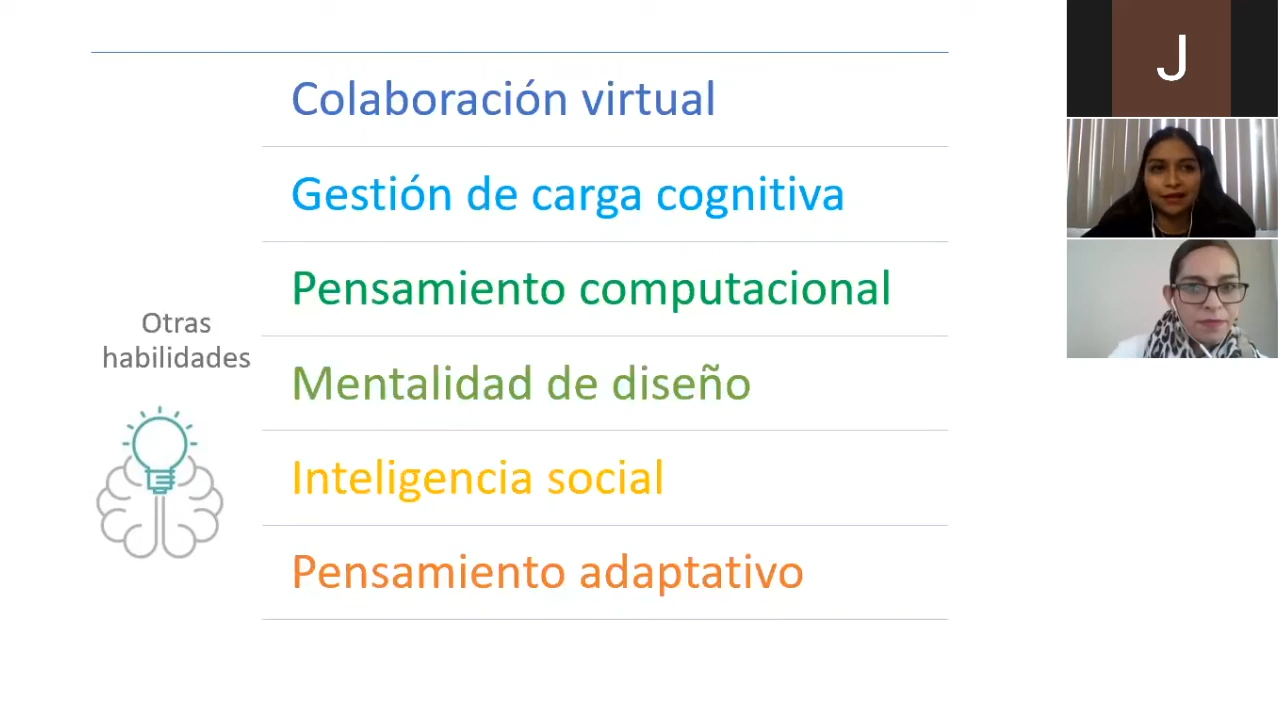 Colaboración virtual
Gestión de carga cognitiva
Pensamiento computacional
Otras
habilidades
Mentalidad de diseño
Inteligencia social
Pensamiento adaptativo
J